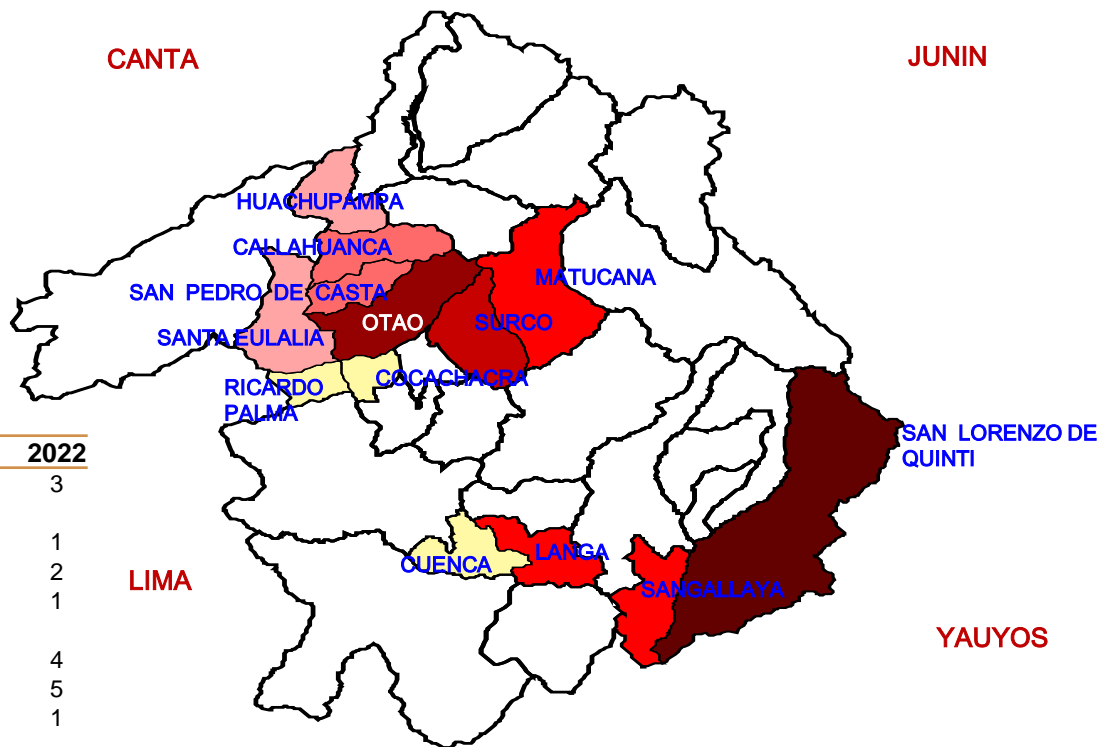 CANTA
JUNIN
HUACHUPAMPA
CALLAHUANCA
MATUCANA
SAN PEDRO DE CASTA
OTAO
SURCO
SANTA EULALIA
COCACHACRA
RICARDO
PALMA
SAN LORENZO DE
QUINTI
2022
3
1
2
1
4
5
1
LANGA
CUENCA
LIMA
SANGALLAYA
YAUYOS